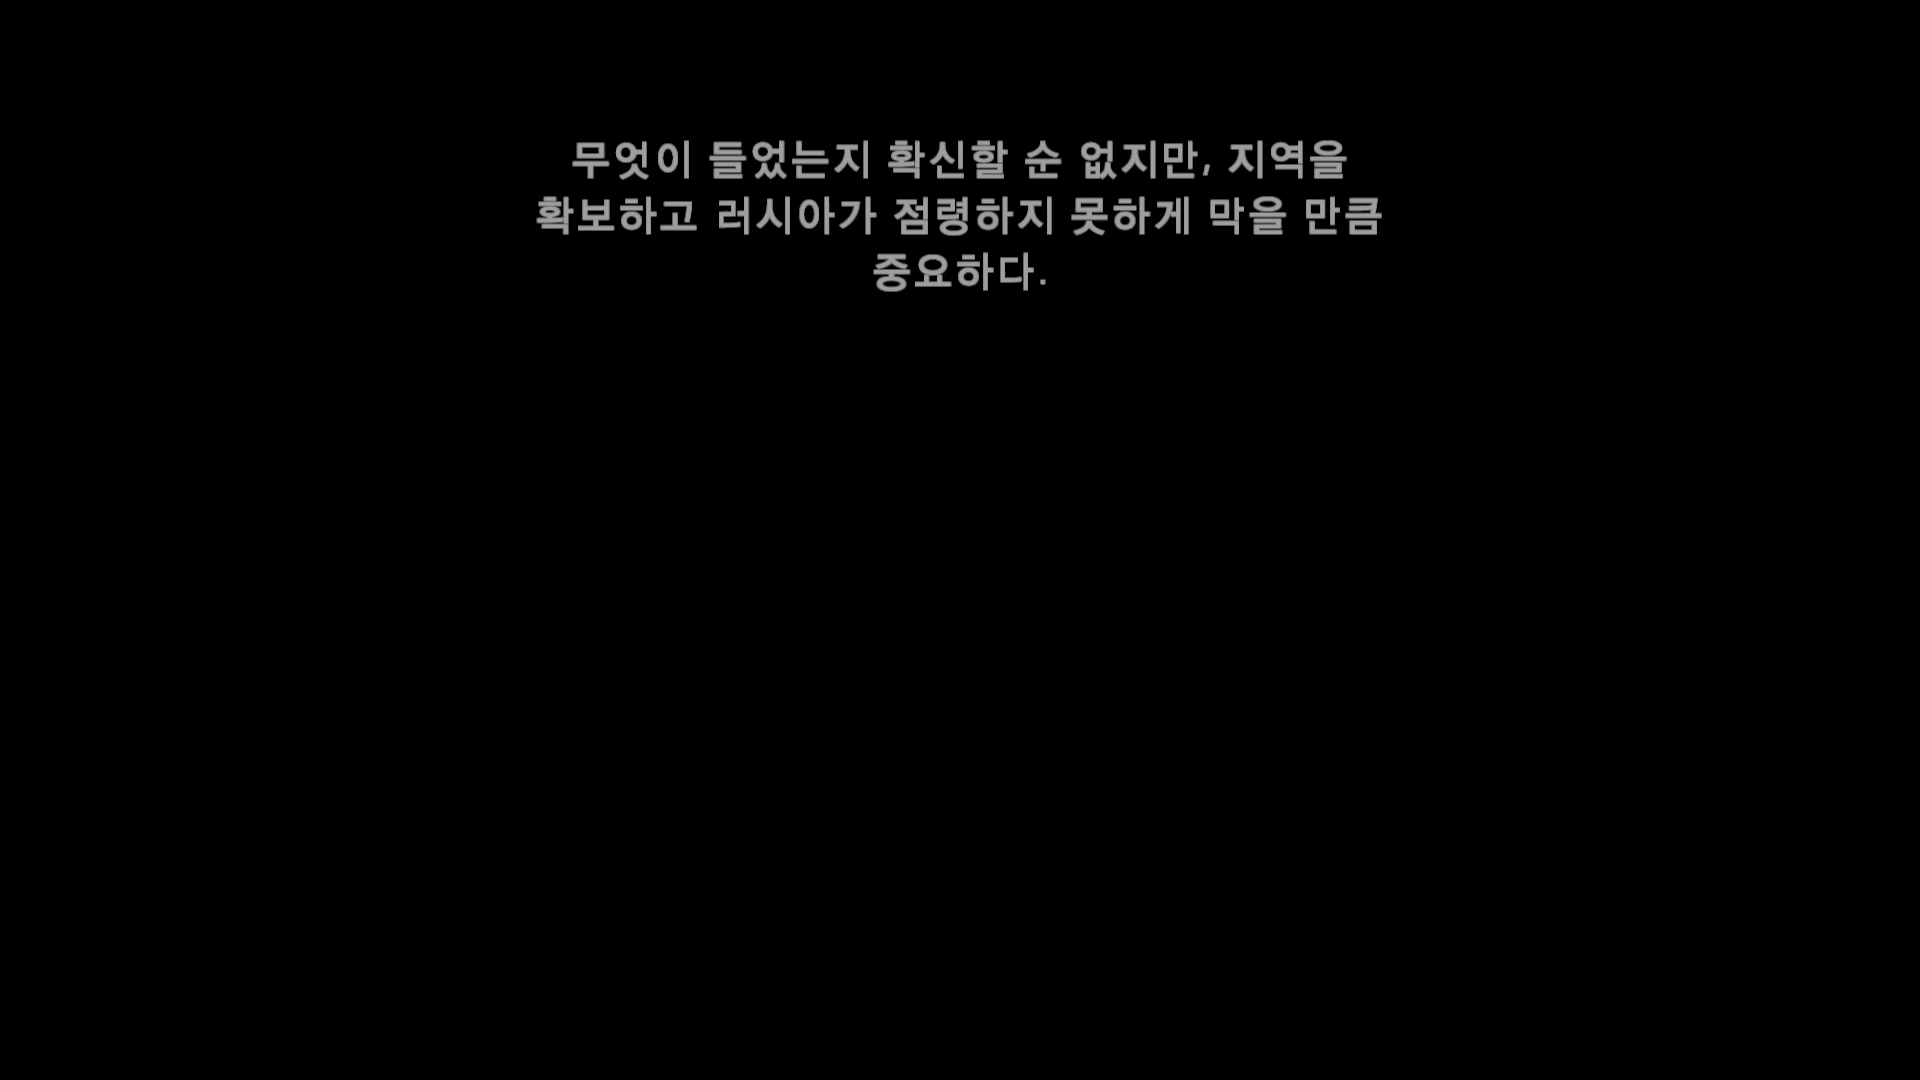 무엇이 들었는지 확신할 순 없지만, 지역을
확보하고 러시아가 점령하지 못하게 막을 만큼
중요하다.